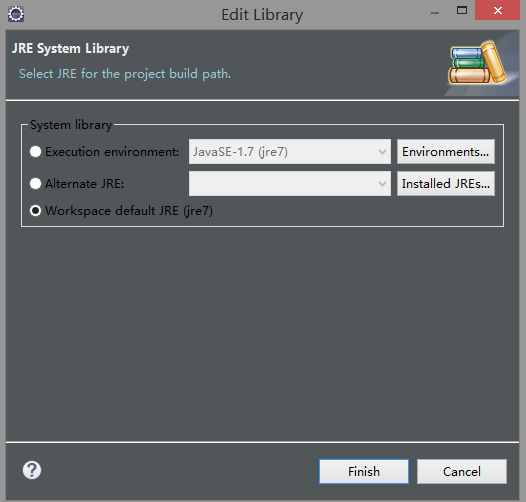 Edit Library
JRE System Library
Select JRE for the project build path.
System library
Execution environment: JavaSE-1.7 (jre7) Environments...
Alternate JRE: Installed JREs...
Workspace default JRE (jre7)
? Finish Cancel